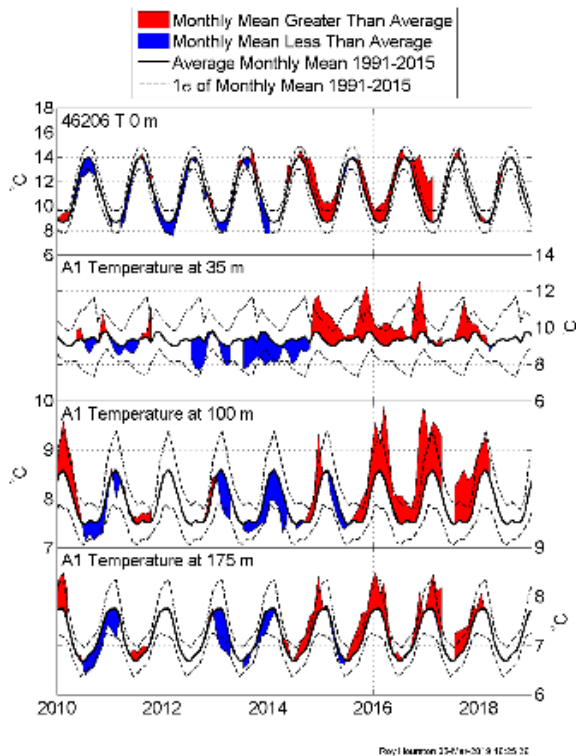 Monthly Mean Greater Than Average
Monthly Mean Less Than Average
Average Monthly Mean 1991-2015
1σ of Monthly Mean 1991-2015
18
46206 T 0 m
16
14
12
10
8
6
°C
A1 Temperature at 35 m
14
12
10
8
6
°C
10
A1 Temperature at 100 m
9
8
7
°C
A1 Temperature at 175 m
9
8
7
6
°C
2010
2012
2014
2016
2018